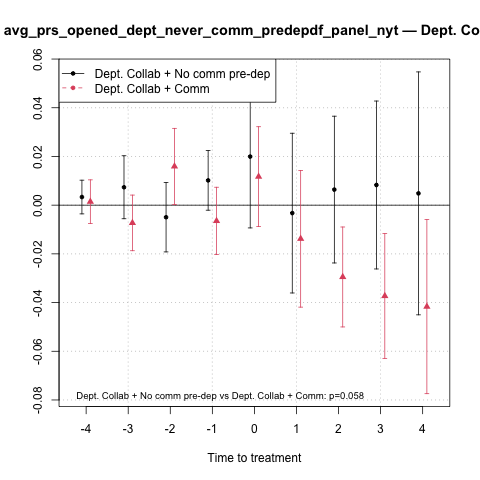 avg_prs_opened_dept_never_comm_predepdf_panel_nyt — Dept. Co
Dept. Collab + No comm pre-dep
Dept. Collab + Comm
0.06
0.04
0.02
0.00
-0.02
-0.04
-0.06
-0.08
Dept. Collab + No comm pre-dep vs Dept. Collab + Comm: p=0.058
-4 -3 -2 -1 0 1 2 3 4
Time to treatment